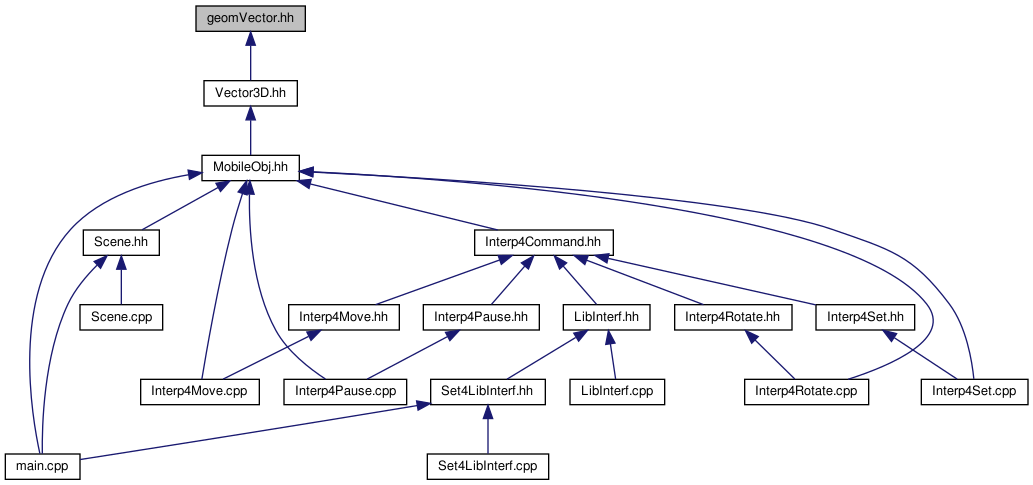 geomVector.hh
Vector3D.hh
MobileObj.hh
Scene.hh
Interp4Command.hh
Scene.cpp
Interp4Move.hh
Interp4Pause.hh
LibInterf.hh
Interp4Rotate.hh
Interp4Set.hh
Interp4Move.cpp
Interp4Pause.cpp
Set4LibInterf.hh
LibInterf.cpp
Interp4Rotate.cpp
Interp4Set.cpp
main.cpp
Set4LibInterf.cpp